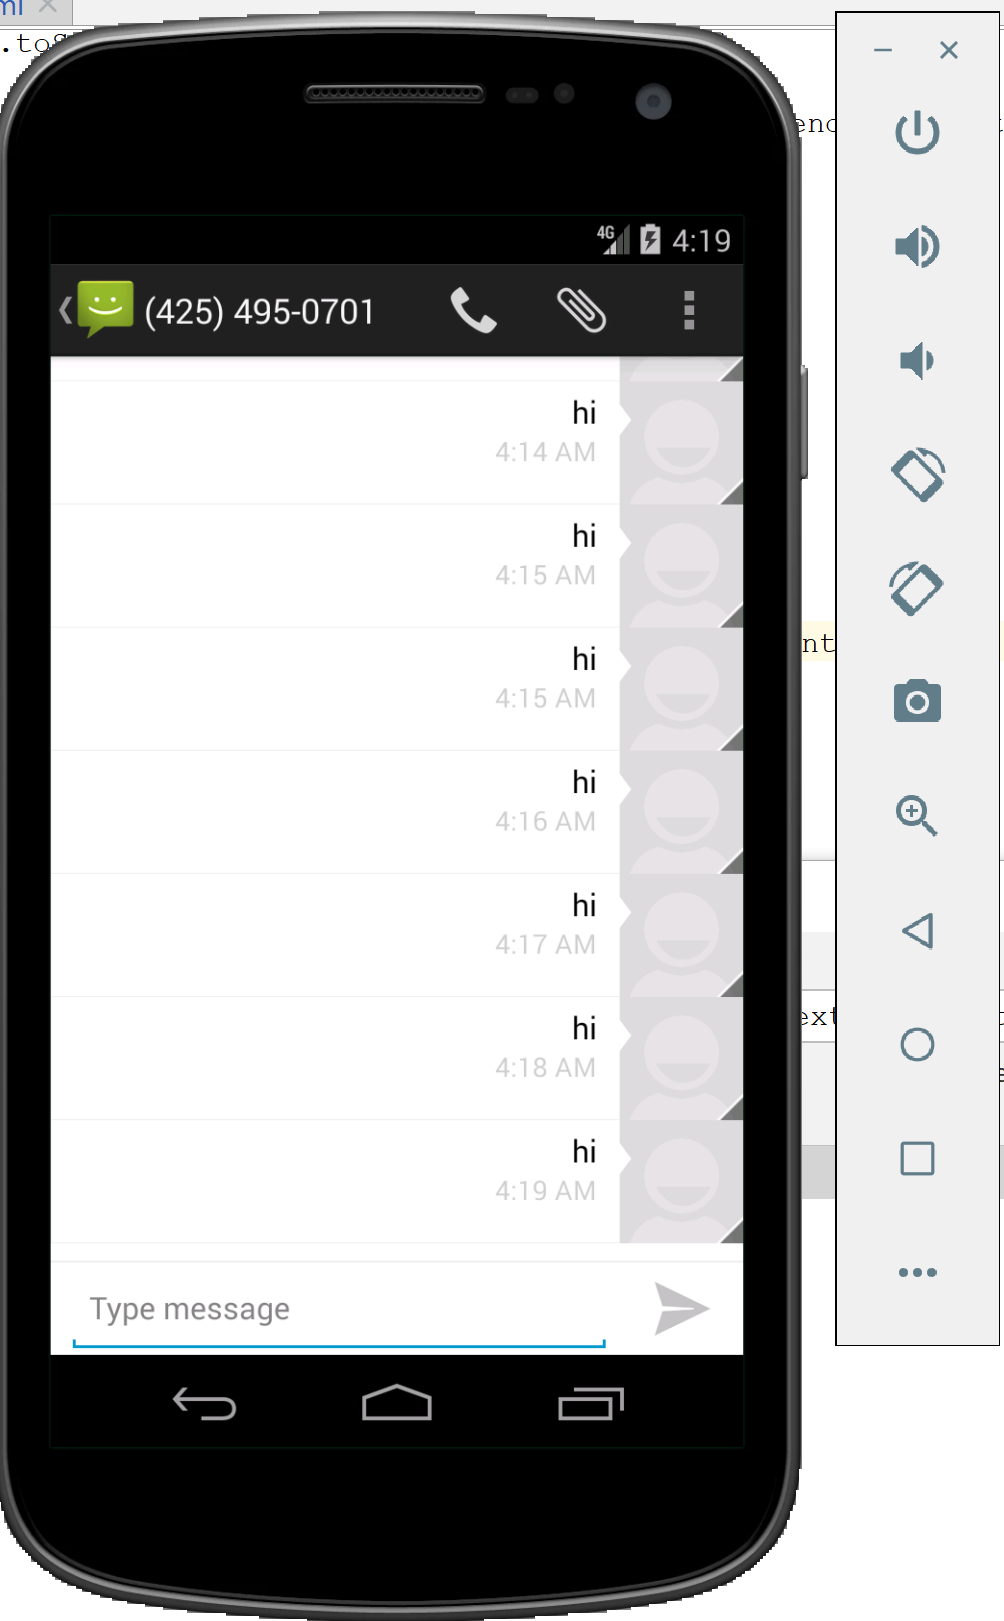 ml
.toS
enc
4G 4:19
(425) 495-0701
hi
4:14 AM
hi
4:15 AM
hi
4:15 AM
nt
hi
4:16 AM
hi
4:17 AM
ext
hi
4:18 AM
hi
4:19 AM
Type message